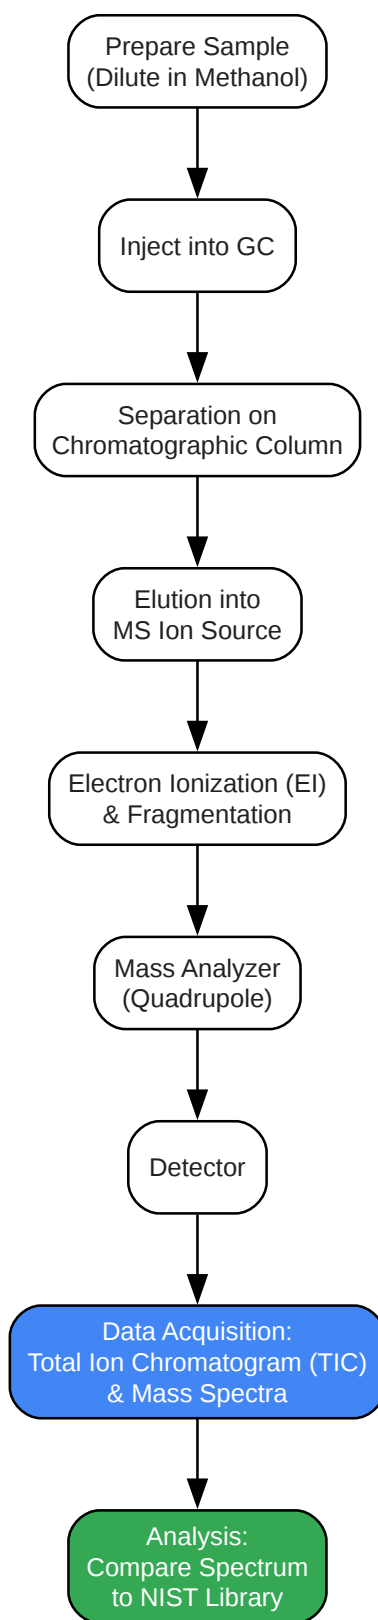 Prepare Sample
(Dilute in Methanol)
Inject into GC
Separation on
Chromatographic Column
Elution into
MS Ion Source
Electron Ionization (EI)
& Fragmentation
Mass Analyzer
(Quadrupole)
Detector
Data Acquisition:
Total Ion Chromatogram (TIC)
& Mass Spectra
Analysis:
Compare Spectrum
to NIST Library